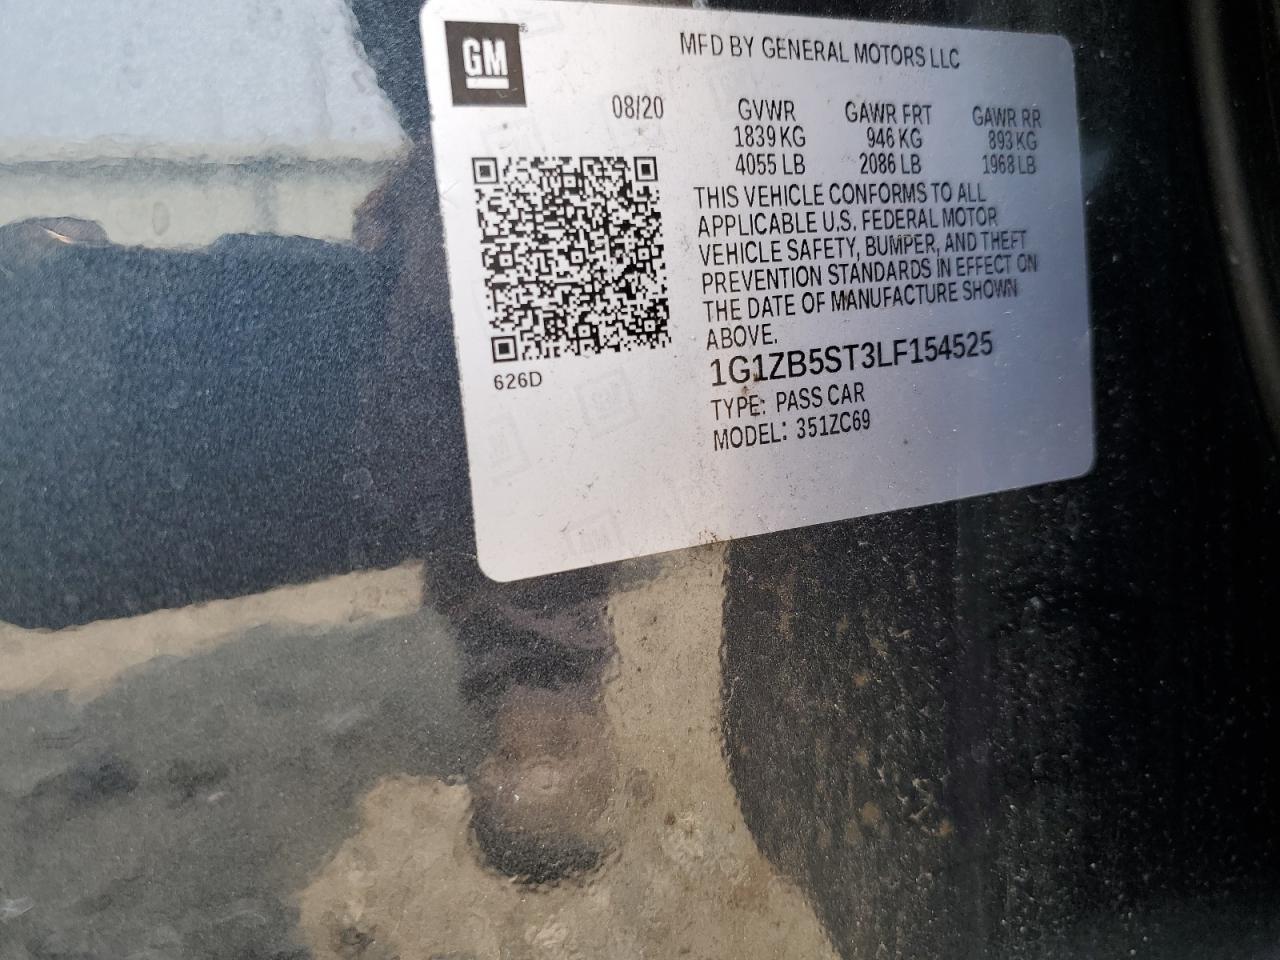 GM
MFD BY GENERAL MOTORS LLC
08/20 GVWR GAWR FRT GAWR RR
1839 KG 946 KG 893 KG
4055 LB 2086 LB 1968 LB
THIS VEHICLE CONFORMS TO ALL
APPLICABLE U.S. FEDERAL MOTOR
VEHICLE SAFETY, BUMPER, AND THEFT
PREVENTION STANDARDS IN EFFECT ON
THE DATE OF MANUFACTURE SHOWN
ABOVE.
626D
1G1ZB5ST3LF154525
TYPE: PASS CAR
MODEL: 351ZC69